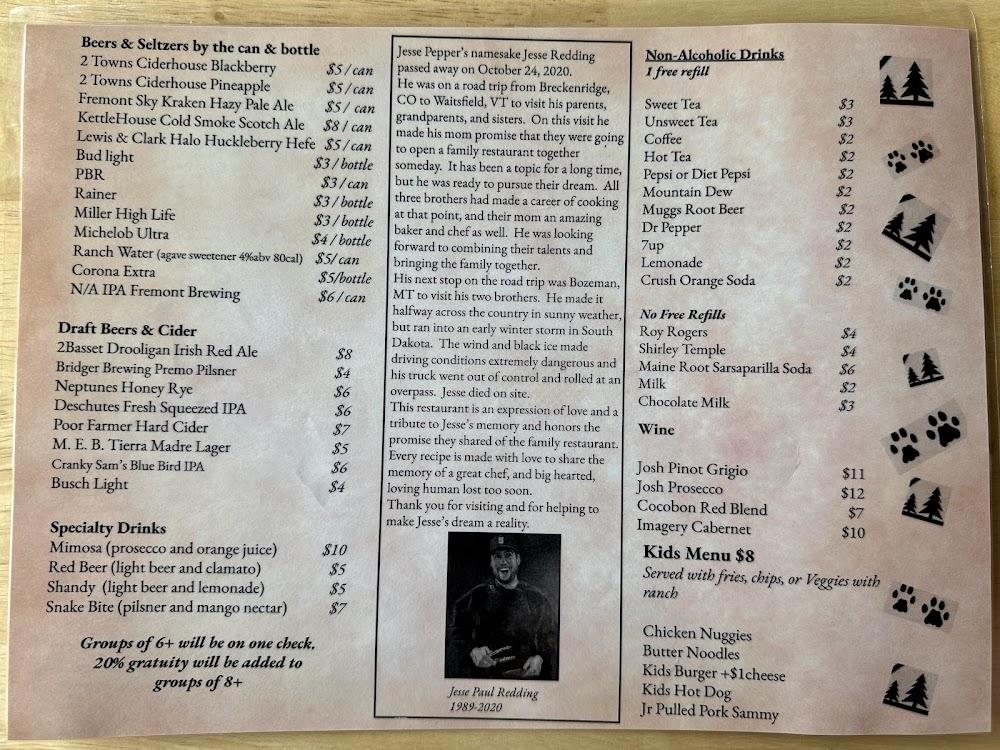 Beers & Seltzers by the can & bottle
2 Towns Ciderhouse Blackberry $5 / can
2 Towns Ciderhouse Pineapple $5 / can
Fremont Sky Kraken Hazy Pale Ale $5 / can
KettleHouse Cold Smoke Scotch Ale $8 / can
Lewis & Clark Halo Huckleberry Hefe $5 / can
Bud light $3 / bottle
PBR $3 / can
Rainer $3 / bottle
Miller High Life $3 / bottle
Michelob Ultra $4 / bottle
Ranch Water (agave sweetener 4%abv 80cal) $5/ can
Corona Extra $5/bottle
N/A IPA Fremont Brewing $6 / can
Draft Beers & Cider
2Basset Drooligan Irish Red Ale $8
Bridger Brewing Premo Pilsner $4
Neptunes Honey Rye $6
Deschutes Fresh Squeezed IPA $6
Poor Farmer Hard Cider $7
M. E. B. Tierra Madre Lager $5
Cranky Sam's Blue Bird IPA $6
Busch Light $4
Specialty Drinks
Mimosa (prosecco and orange juice) $10
Red Beer (light beer and clamato) $5
Shandy (light beer and lemonade) $5
Snake Bite (pilsner and mango nectar) $7
Groups of 6+ will be on one check.
20% gratuity will be added to
groups of 8+
Jesse Pepper's namesake Jesse Redding
passed away on October 24, 2020.
He was on a road trip from Breckenridge,
CO to Waitsfield, VT to visit his parents,
grandparents, and sisters. On this visit he
made his mom promise that they were going
to open a family restaurant together
someday. It has been a topic for a long time,
but he was ready to pursue their dream. All
three brothers had made a career of cooking
at that point, and their mom an amazing
baker and chef as well. He was looking
forward to combining their talents and
bringing the family together.
His next stop on the road trip was Bozeman,
MT to visit his two brothers. He made it
halfway across the country in sunny weather,
but ran into an early winter storm in South
Dakota. The wind and black ice made
driving conditions extremely dangerous and
his truck went out of control and rolled at an
overpass. Jesse died on site.
This restaurant is an expression of love and a
tribute to Jesse's memory and honors the
promise they shared of the family restaurant.
Every recipe is made with love to share the
memory of a great chef, and big hearted,
loving human lost too soon.
Thank you for visiting and for helping to
make Jesse's dream a reality.
Jesse Paul Redding
1989-2020
Non-Alcoholic Drinks
1 free refill
Sweet Tea $3
Unsweet Tea $3
Coffee $2
Hot Tea $2
Pepsi or Diet Pepsi $2
Mountain Dew $2
Muggs Root Beer $2
Dr Pepper $2
7up $2
Lemonade $2
Crush Orange Soda $2
No Free Refills
Roy Rogers $4
Shirley Temple $4
Maine Root Sarsaparilla Soda $6
Milk $2
Chocolate Milk $3
Wine
Josh Pinot Grigio $11
Josh Prosecco $12
Cocobon Red Blend $7
Imagery Cabernet $10
Kids Menu $8
Served with fries, chips, or Veggies with
ranch
Chicken Nuggies
Butter Noodles
Kids Burger +$1cheese
Kids Hot Dog
Jr Pulled Pork Sammy